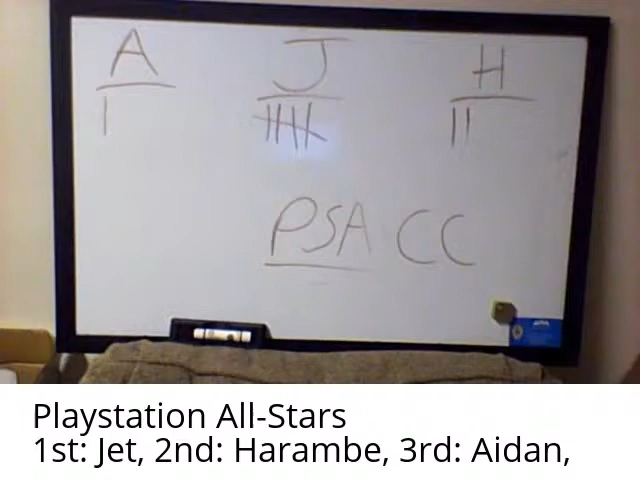 A J H
PSA CC
Playstation All-Stars
1st: Jet, 2nd: Harambe, 3rd: Aidan,